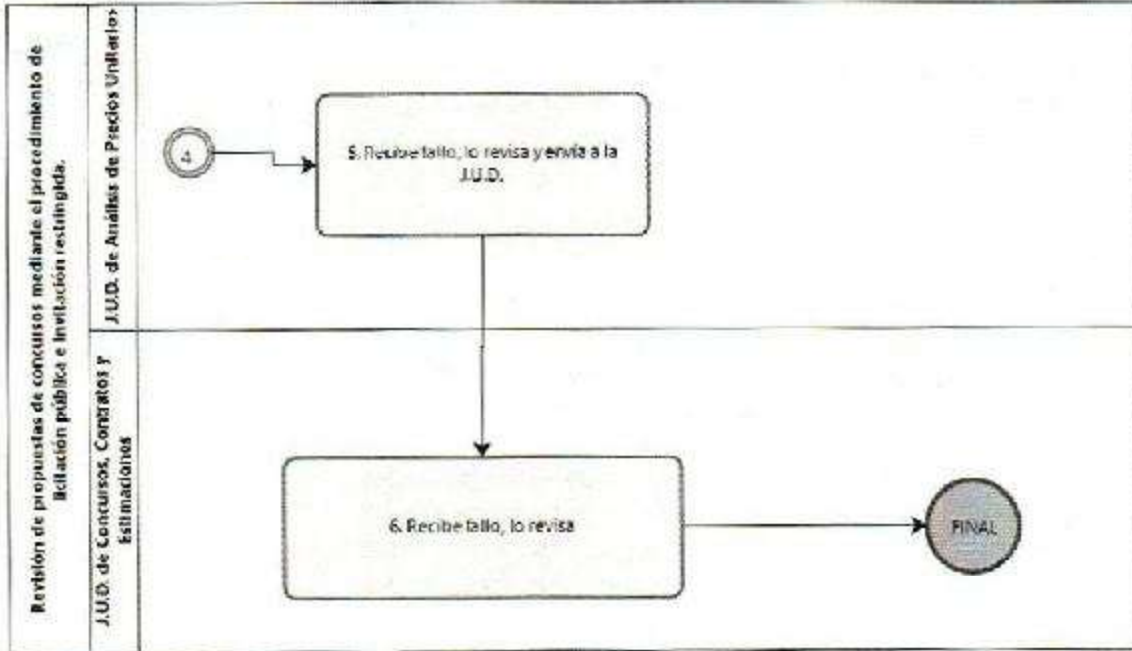 Revisión de propuestas de concursos mediante el procedimiento de
licitación pública e Invitación restringida.
J.U.D. de Análisis de Precios Unitarios
4
5. Recibe fallo, lo revisa y envía a la
J.U.D.
J.U.D. de Concursos, Contratos y
Estimaciones
6. Recibe fallo, lo revisa
FINAL